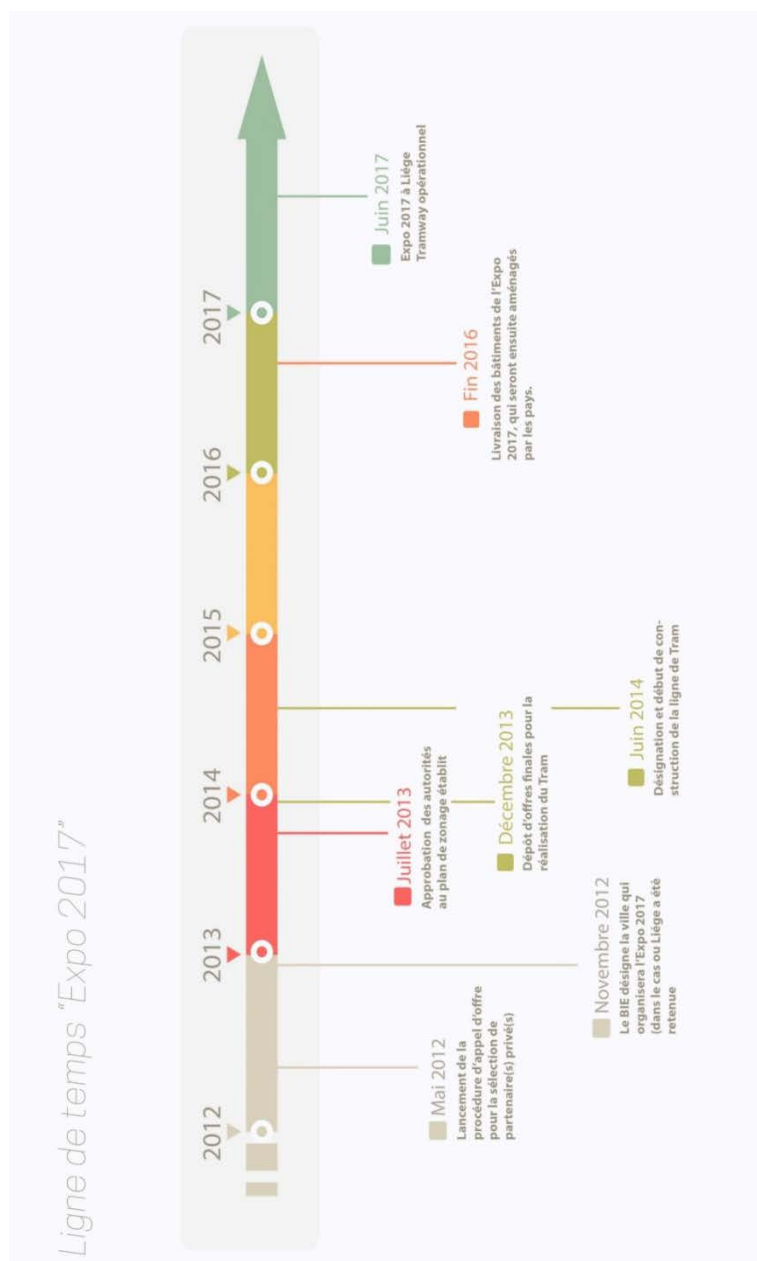 Ligne de temps “Expo 2017”
2012
2013
2014
2015
2016
2017
Mai 2012
Lancement de la
procédure d’appel d’offre
pour la sélection de
partenaire(s) privé(s)
Novembre 2012
Le BIE désigne la ville qui
organisera l’Expo 2017
(dans le cas ou Liége a été
retenue
Juillet 2013
Approbation des autorités
au plan de zonage établit
Décembre 2013
Dépôt d’offres finales pour la
réalisation du Tram
Juin 2014
Désignation et début de con-
struction de la ligne de Tram
Fin 2016
Livraison des bâtiments de l’Expo
2017, qui seront ensuite aménagés
par les pays.
Juin 2017
Expo 2017 à Liége
Tramway opérationnel